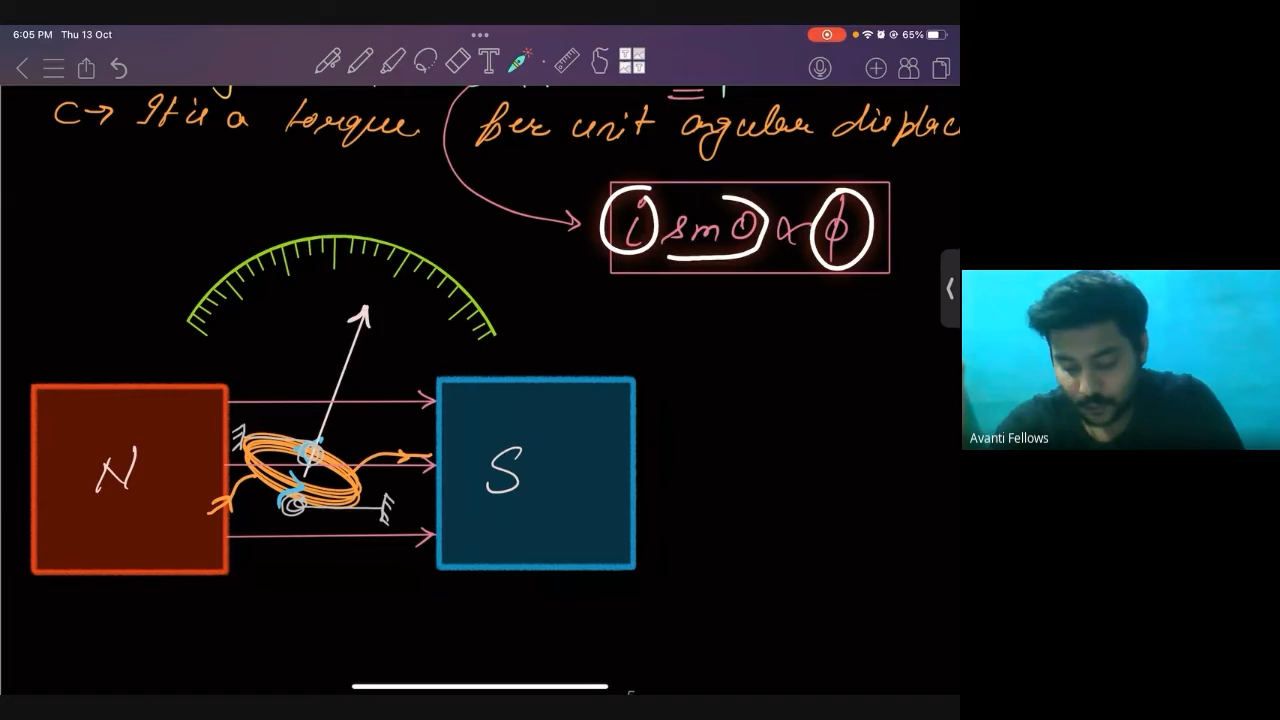 6:05 PM Thu 13 Oct
65%
T
C → It is a torque per unit angular displac
i sin θ ∝ ϕ
N
S
Avanti Fellows